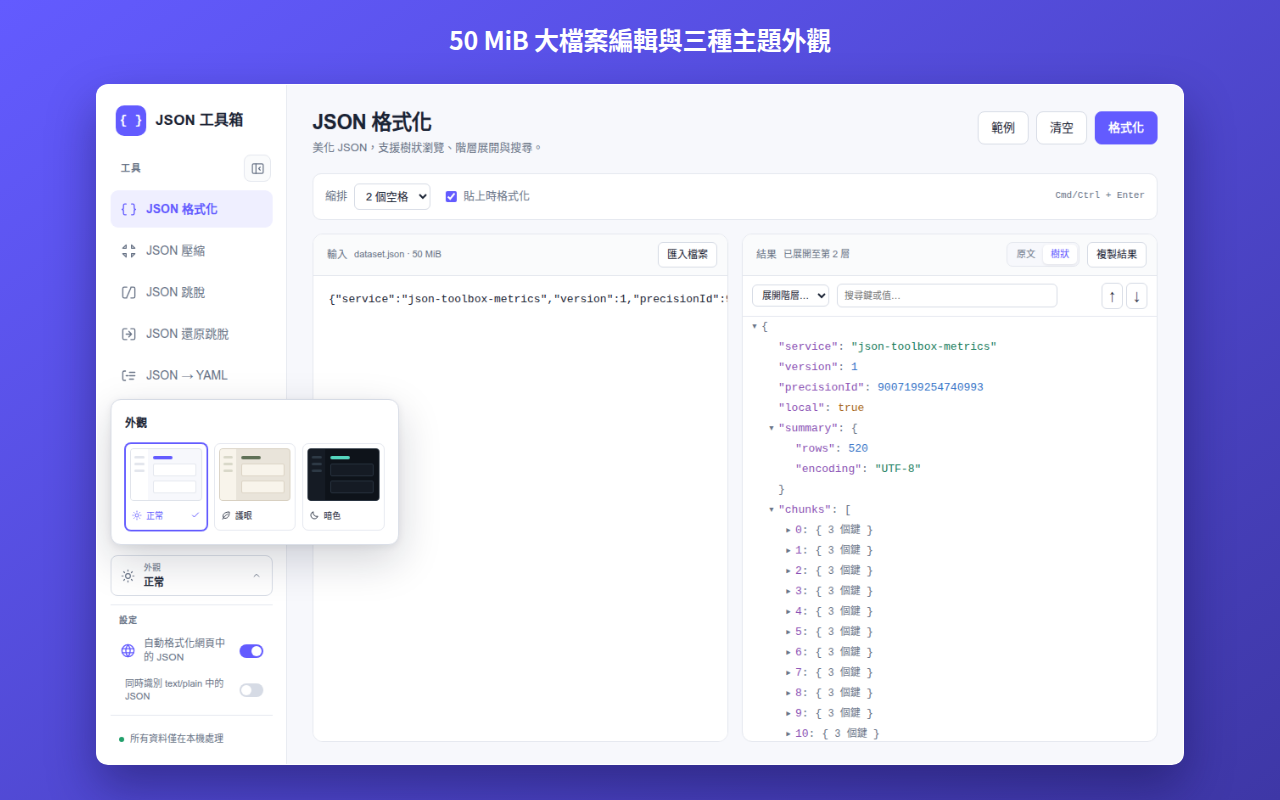 50 MiB 大檔案編輯與三種主題外觀
{ } JSON 工具箱
工具
{ } JSON 格式化
JSON 壓縮
JSON 跳脫
JSON 還原跳脫
JSON → YAML
外觀
正常
護眼
暗色
外觀
正常
設定
自動格式化網頁中
的 JSON
同時識別 text/plain 中的
JSON
所有資料僅在本機處理
JSON 格式化
美化 JSON，支援樹狀瀏覽、階層展開與搜尋。
範例
清空
格式化
縮排
2 個空格
貼上時格式化
Cmd/Ctrl + Enter
輸入 dataset.json · 50 MiB
匯入檔案
{"service":"json-toolbox-metrics","version":1,"precisionId":
結果 已展開至第 2 層
原文
樹狀
複製結果
展開階層…
搜尋鍵或值…
↑
↓
▾ {
"service": "json-toolbox-metrics"
"version": 1
"precisionId": 9007199254740993
"local": true
▾ "summary": {
"rows": 520
"encoding": "UTF-8"
}
▾ "chunks": [
▸ 0: { 3 個鍵 }
▸ 1: { 3 個鍵 }
▸ 2: { 3 個鍵 }
▸ 3: { 3 個鍵 }
▸ 4: { 3 個鍵 }
▸ 5: { 3 個鍵 }
▸ 6: { 3 個鍵 }
▸ 7: { 3 個鍵 }
▸ 8: { 3 個鍵 }
▸ 9: { 3 個鍵 }
▸ 10: { 3 個鍵 }